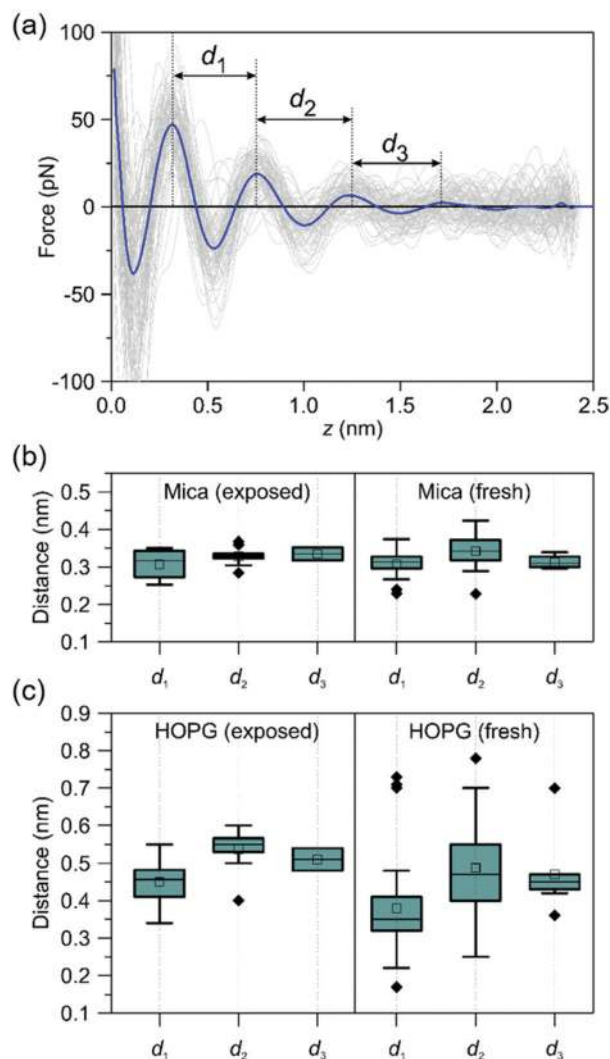 (a)
100
50
0
-50
-100
Force (pN)
d1
d2
d3
0.0 0.5 1.0 1.5 2.0 2.5
z (nm)
(b)
0.5
0.4
0.3
0.2
0.1
Distance (nm)
Mica (exposed) Mica (fresh)
d1 d2 d3 d1 d2 d3
(c)
0.9
0.8
0.7
0.6
0.5
0.4
0.3
0.2
0.1
Distance (nm)
HOPG (exposed) HOPG (fresh)
d1 d2 d3 d1 d2 d3